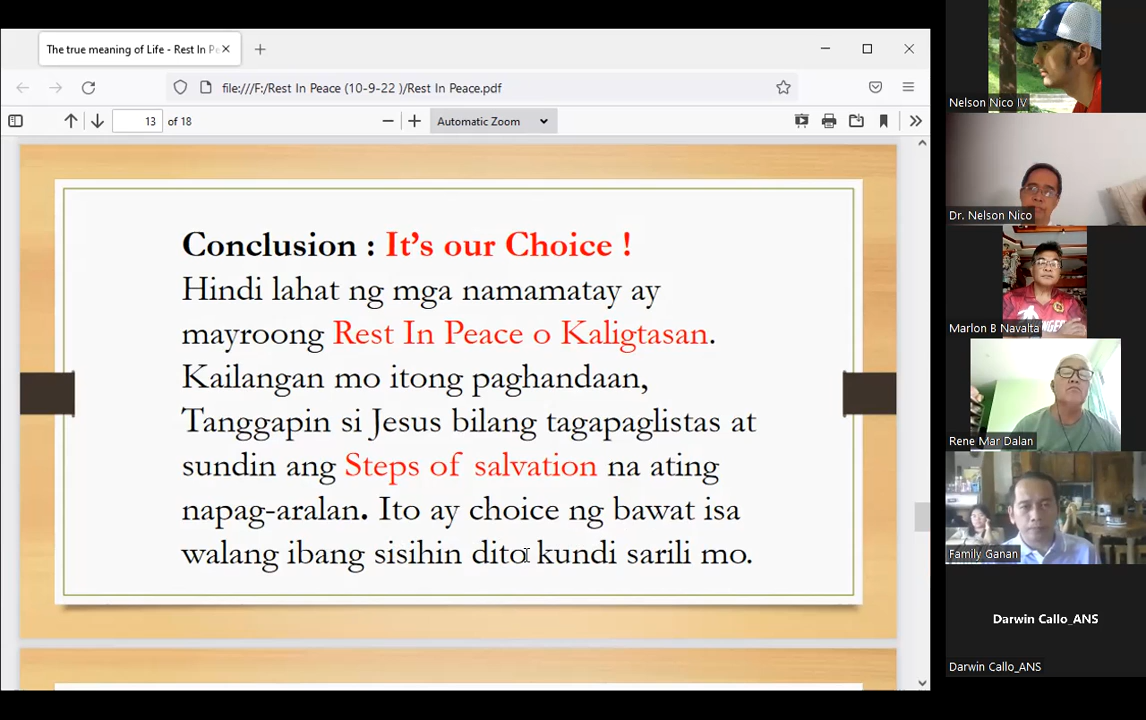 The true meaning of Life - Rest In Pe
file:///F:/Rest In Peace (10-9-22 )/Rest In Peace.pdf
13 of 18
Automatic Zoom
Conclusion : It's our Choice !
Hindi lahat ng mga namamatay ay
mayroong Rest In Peace o Kaligtasan.
Kailangan mo itong paghandaan,
Tanggapin si Jesus bilang tagapaglistas at
sundin ang Steps of salvation na ating
napag-aralan. Ito ay choice ng bawat isa
walang ibang sisihin dito kundi sarili mo.
Nelson Nico IV
Dr. Nelson Nico
Marlon B Navalta
Rene Mar Dalan
Family Ganan
Darwin Callo_ANS
Darwin Callo_ANS